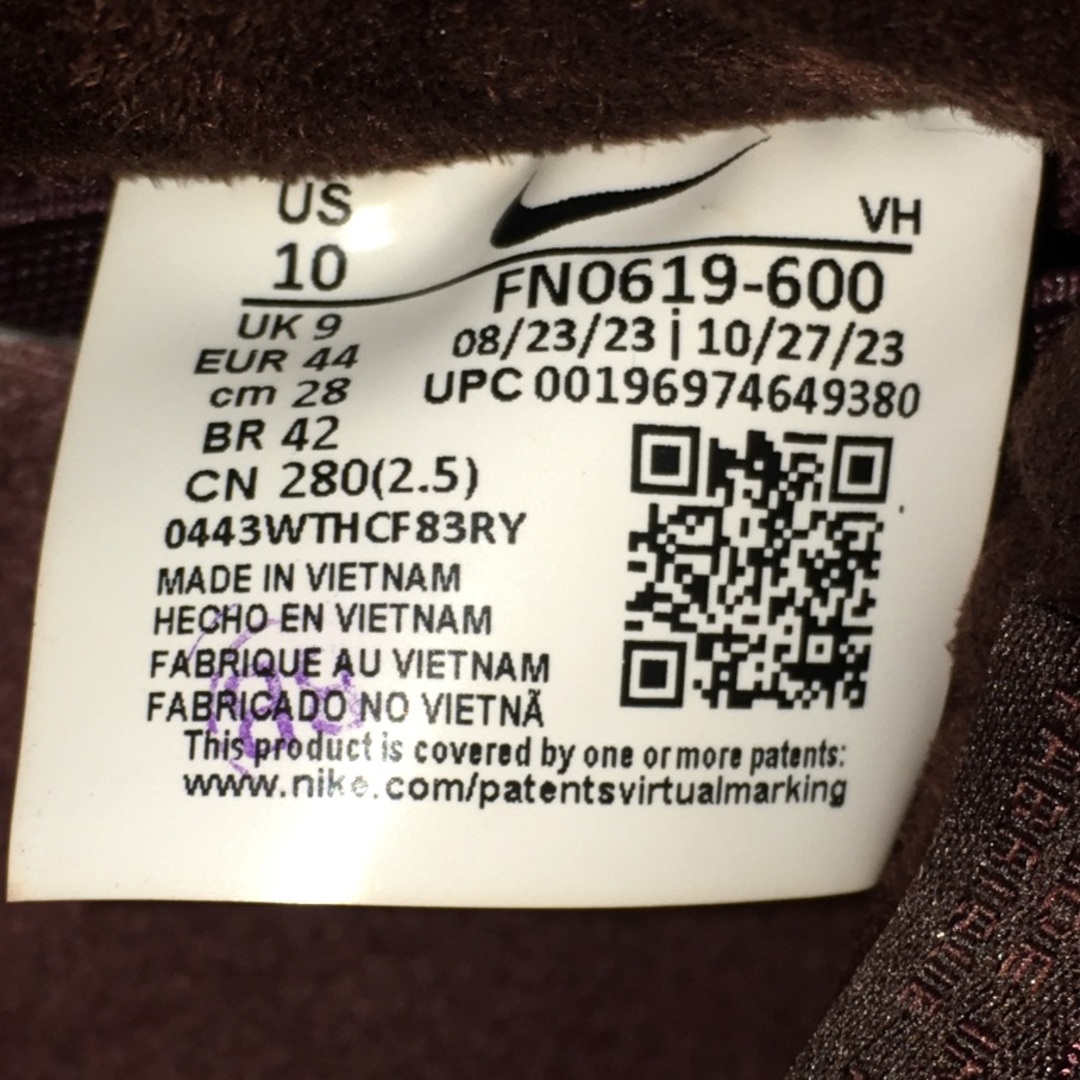 US
10
UK 9
EUR 44
cm 28
BR 42
CN 280(2.5)
0443WTHCF83RY
VH
FN0619-600
08/23/23 | 10/27/23
UPC 00196974649380
MADE IN VIETNAM
HECHO EN VIETNAM
FABRIQUE AU VIETNAM
FABRICADO NO VIETNÃ
This product is covered by one or more patents:
www.nike.com/patentsvirtualmarking